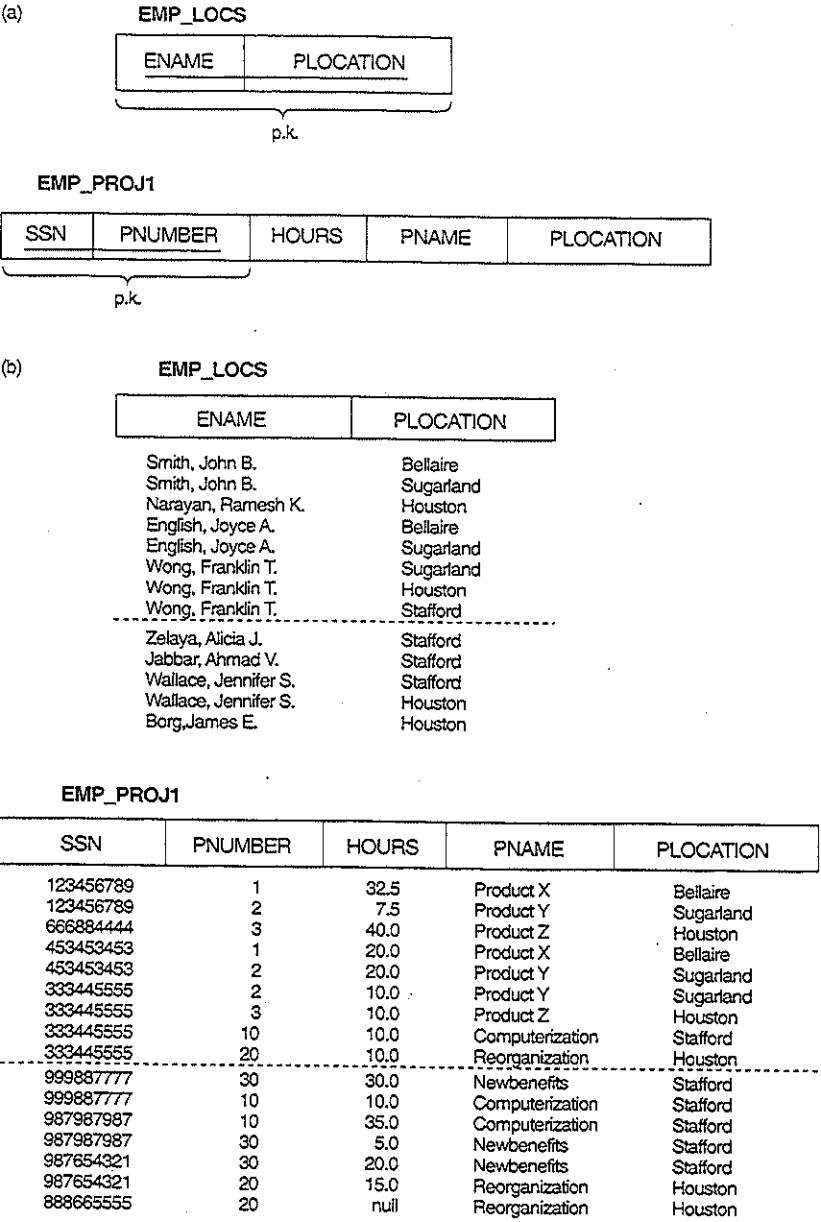 (a)
EMP_LOCS
ENAME PLOCATION
p.k.
EMP_PROJ1
SSN PNUMBER HOURS PNAME PLOCATION
p.k.
(b)
EMP_LOCS
ENAME PLOCATION
Smith, John B. Bellaire
Smith, John B. Sugarland
Narayan, Ramesh K. Houston
English, Joyce A. Bellaire
English, Joyce A. Sugarland
Wong, Franklin T. Sugarland
Wong, Franklin T. Houston
Wong, Franklin T. Stafford
Zelaya, Alicia J. Stafford
Jabbar, Ahmad V. Stafford
Wallace, Jennifer S. Stafford
Wallace, Jennifer S. Houston
Borg,James E. Houston
EMP_PROJ1
SSN PNUMBER HOURS PNAME PLOCATION
123456789 1 32.5 Product X Bellaire
123456789 2 7.5 Product Y Sugarland
666884444 3 40.0 Product Z Houston
453453453 1 20.0 Product X Bellaire
453453453 2 20.0 Product Y Sugarland
333445555 2 10.0 Product Y Sugarland
333445555 3 10.0 Product Z Houston
333445555 10 10.0 Computerization Stafford
333445555 20 10.0 Reorganization Houston
999887777 30 30.0 Newbenefits Stafford
999887777 10 10.0 Computerization Stafford
987987987 10 35.0 Computerization Stafford
987987987 30 5.0 Newbenefits Stafford
987654321 30 20.0 Newbenefits Stafford
987654321 20 15.0 Reorganization Houston
888665555 20 null Reorganization Houston